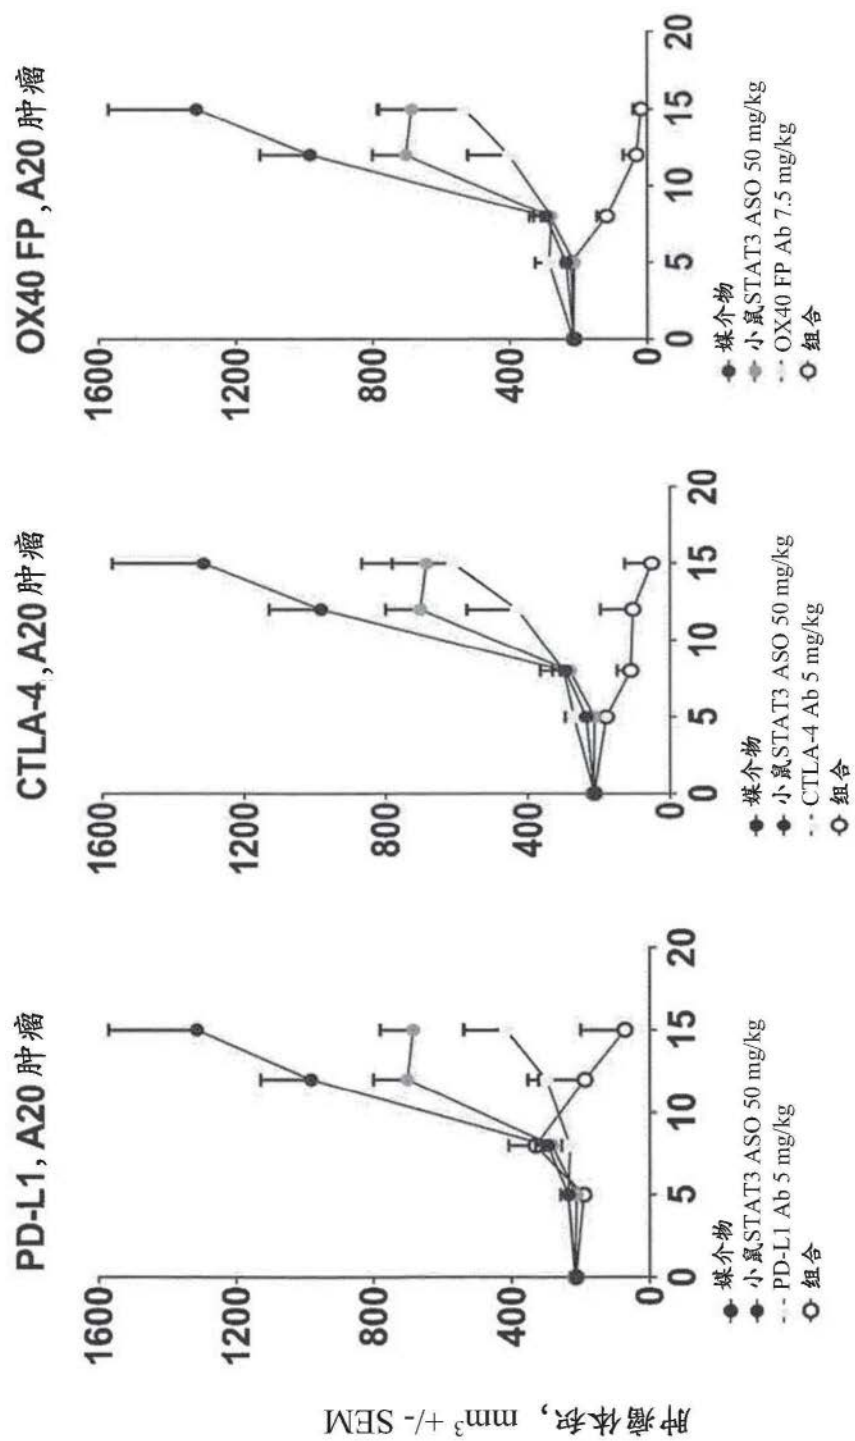 肿瘤体积，mm³ +/- SEM
PD-L1, A20 肿瘤
1600
1200
800
400
0
0 5 10 15 20
媒介物
小鼠STAT3 ASO 50 mg/kg
PD-L1 Ab 5 mg/kg
组合
CTLA-4, A20 肿瘤
1600
1200
800
400
0
0 5 10 15 20
媒介物
小鼠STAT3 ASO 50 mg/kg
CTLA-4 Ab 5 mg/kg
组合
OX40 FP, A20 肿瘤
1600
1200
800
400
0
0 5 10 15 20
媒介物
小鼠STAT3 ASO 50 mg/kg
OX40 FP Ab 7.5 mg/kg
组合